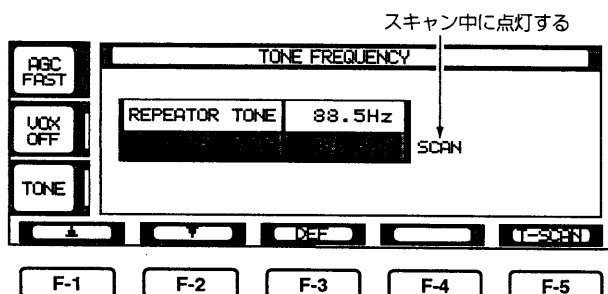 スキャン中に点灯する
TONE FREQUENCY
AGC
FAST
REPEATOR TONE 88.5Hz
VOX
OFF
SCAN
TONE
DEF
T-SCAN
F-1 F-2 F-3 F-4 F-5